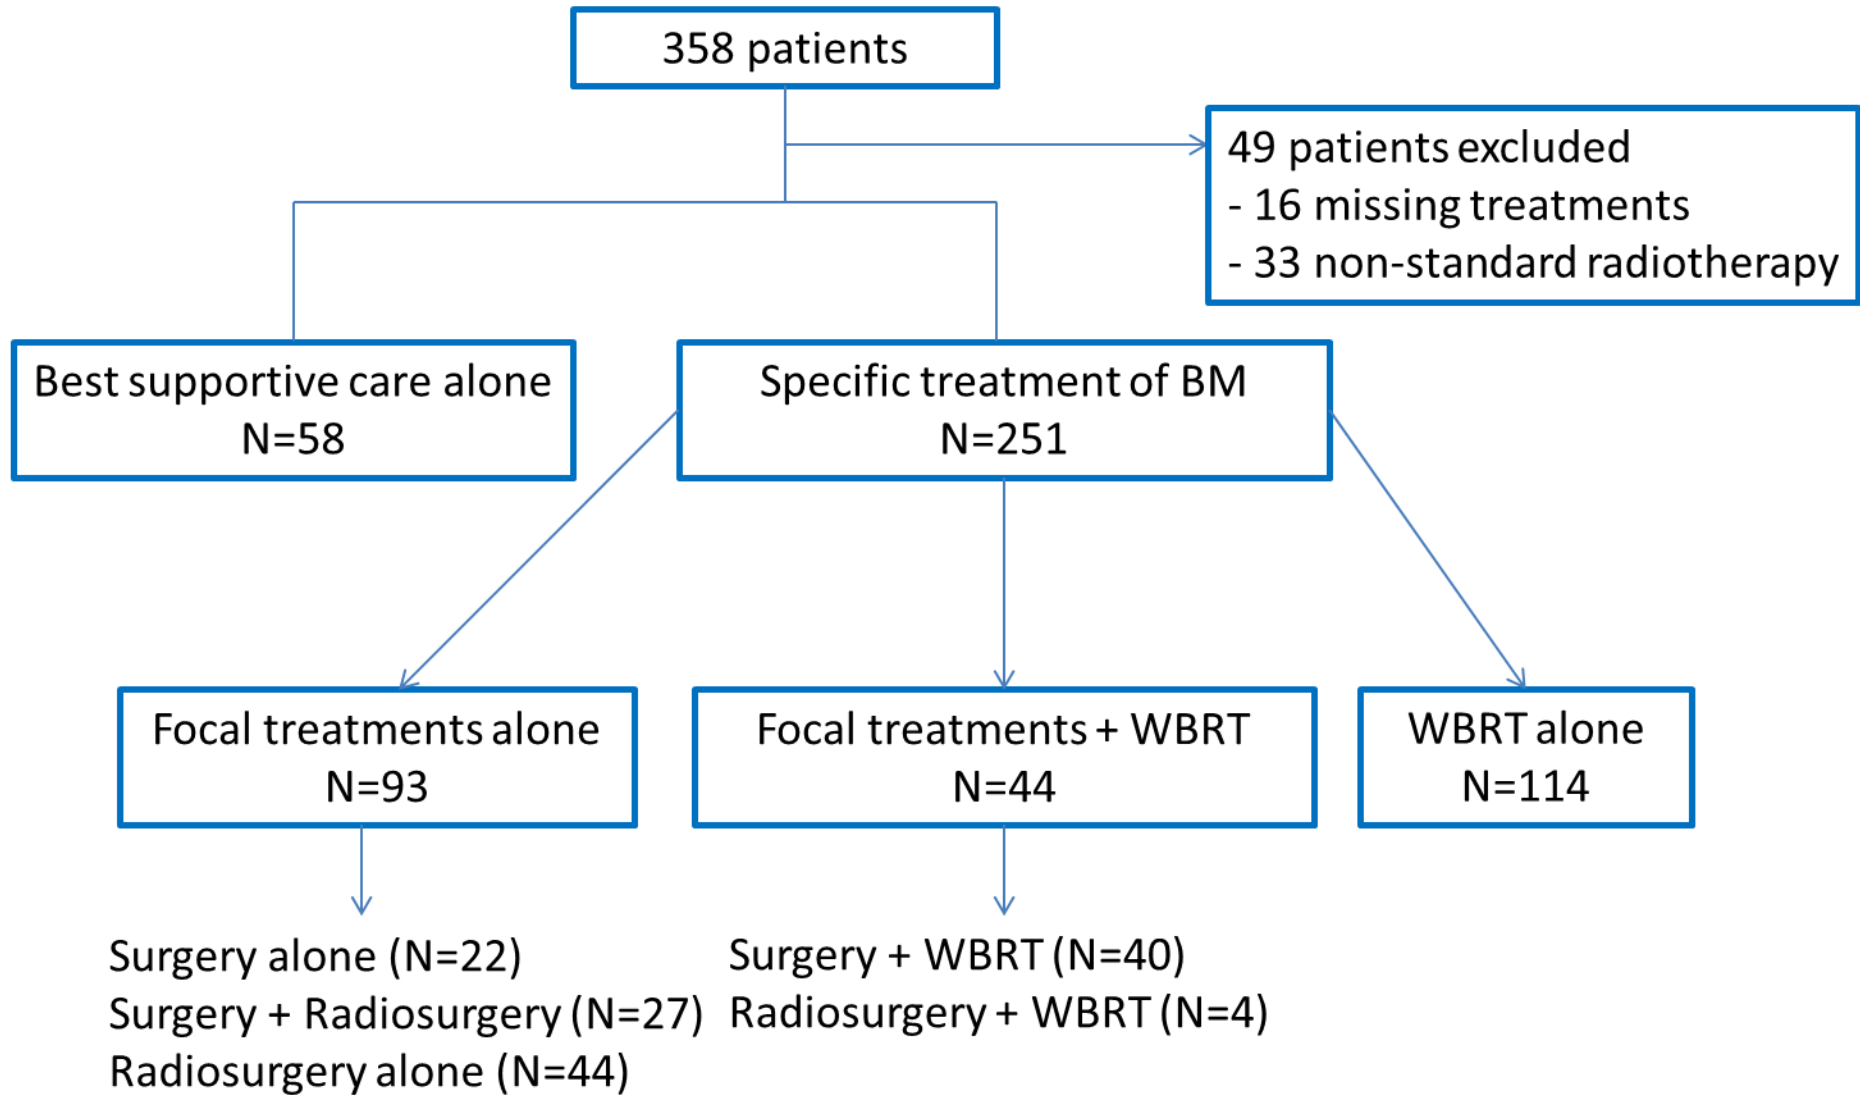 358 patients
49 patients excluded
- 16 missing treatments
- 33 non-standard radiotherapy
Best supportive care alone
N=58
Specific treatment of BM
N=251
Focal treatments alone
N=93
Focal treatments + WBRT
N=44
WBRT alone
N=114
Surgery alone (N=22)
Surgery + Radiosurgery (N=27)
Radiosurgery alone (N=44)
Surgery + WBRT (N=40)
Radiosurgery + WBRT (N=4)